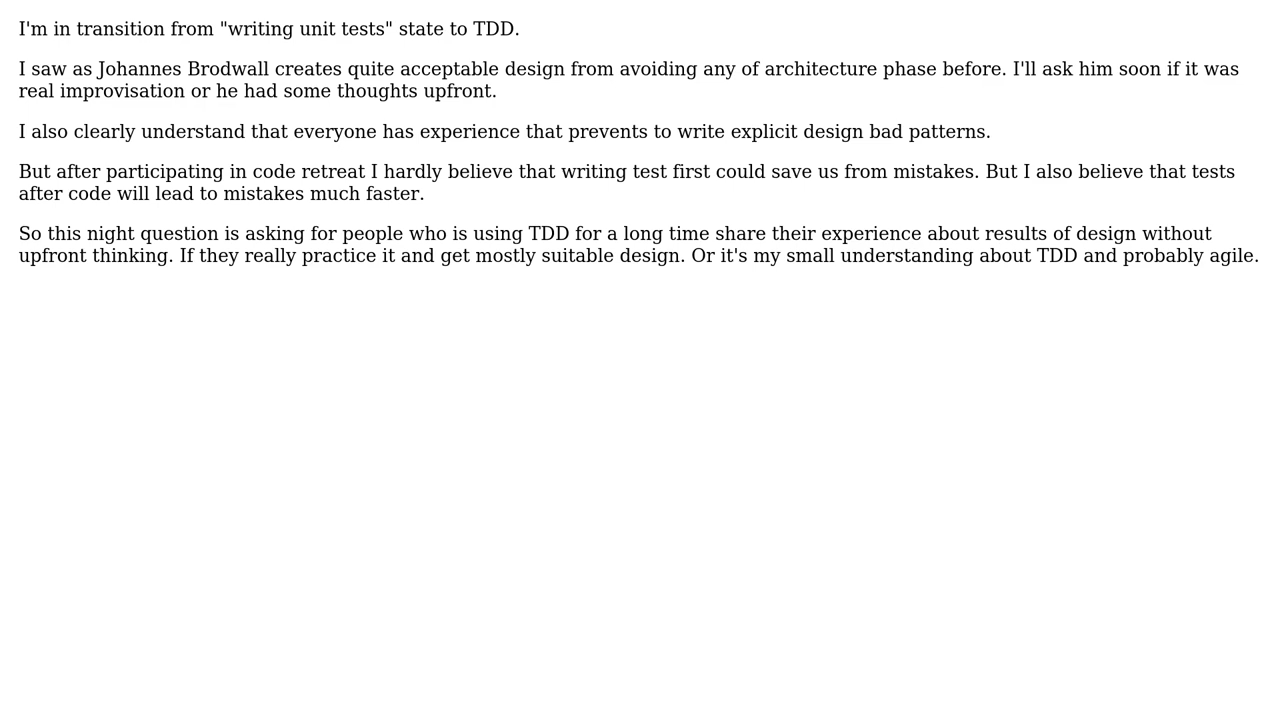 I'm in transition from "writing unit tests" state to TDD.
I saw as Johannes Brodwall creates quite acceptable design from avoiding any of architecture phase before. I'll ask him soon if it was
real improvisation or he had some thoughts upfront.
I also clearly understand that everyone has experience that prevents to write explicit design bad patterns.
But after participating in code retreat I hardly believe that writing test first could save us from mistakes. But I also believe that tests
after code will lead to mistakes much faster.
So this night question is asking for people who is using TDD for a long time share their experience about results of design without
upfront thinking. If they really practice it and get mostly suitable design. Or it's my small understanding about TDD and probably agile.